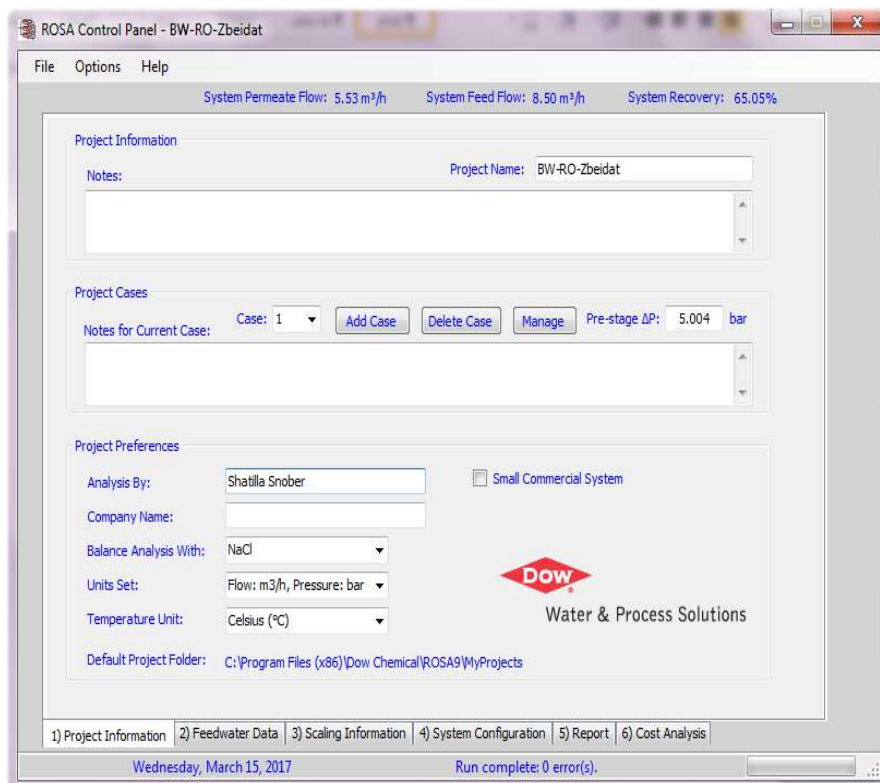 ROSA Control Panel - BW-RO-Zbeidat
File Options Help
System Permeate Flow: 5.53 m³/h System Feed Flow: 8.50 m³/h System Recovery: 65.05%
Project Information
Notes:
Project Name: BW-RO-Zbeidat
Project Cases
Case: 1 Add Case Delete Case Manage Pre-stage ΔP: 5.004 bar
Notes for Current Case:
Project Preferences
Analysis By: Shatilla Snober
Small Commercial System
Company Name:
Balance Analysis With: NaCl
Units Set: Flow: m3/h, Pressure: bar
Temperature Unit: Celsius (°C)
DOW
Water & Process Solutions
Default Project Folder: C:\Program Files (x86)\Dow Chemical\ROSA9\MyProjects
1) Project Information 2) Feedwater Data 3) Scaling Information 4) System Configuration 5) Report 6) Cost Analysis
Wednesday, March 15, 2017 Run complete: 0 error(s).